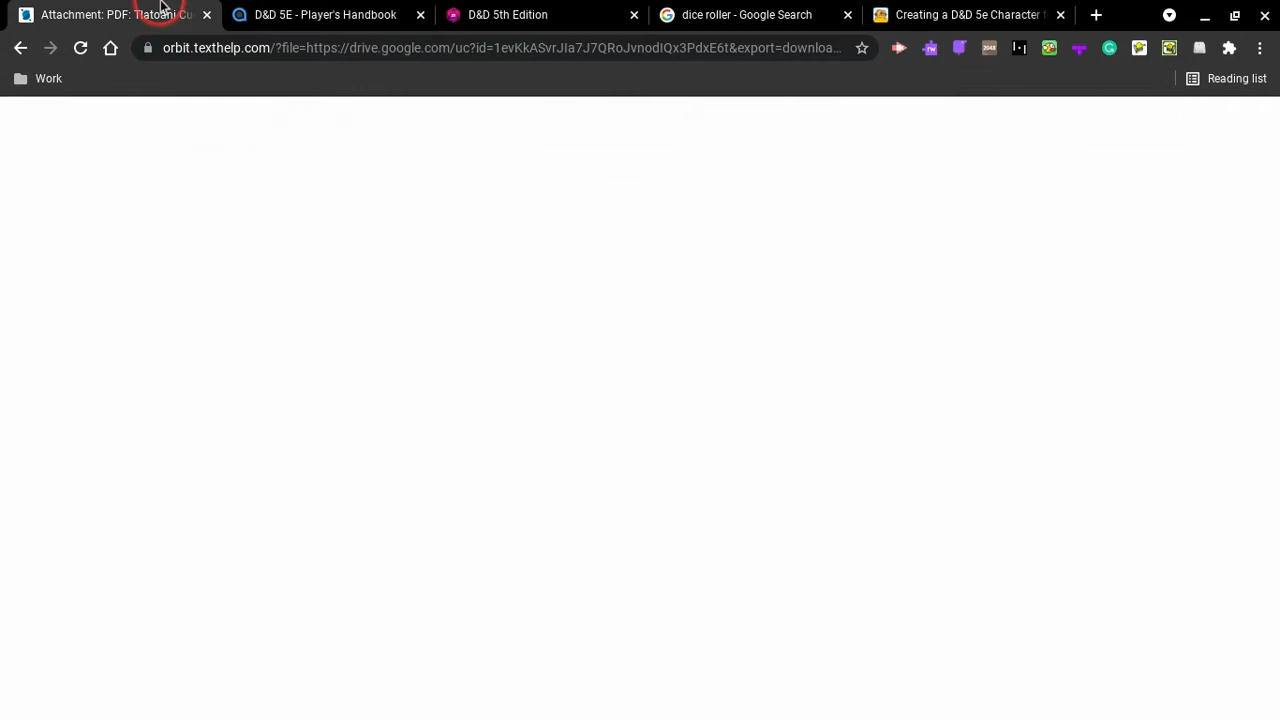 Attachment: PDF: Tlatoani Cu
D&D 5E - Player's Handbook
D&D 5th Edition
dice roller - Google Search
Creating a D&D 5e Character f
orbit.texthelp.com/?file=https://drive.google.com/uc?id=1evKkASvrJIa7J7QRoJvnodIQx3PdxE6t&export=downloa...
Work
Reading list